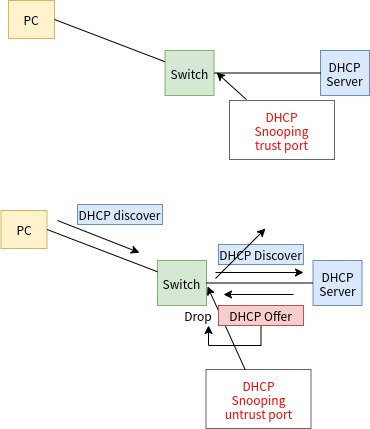 PC
Switch
DHCP
Server
DHCP
Snooping
trust port
DHCP discover
PC
DHCP Discover
Switch
DHCP
Server
Drop
DHCP Offer
DHCP
Snooping
untrust port